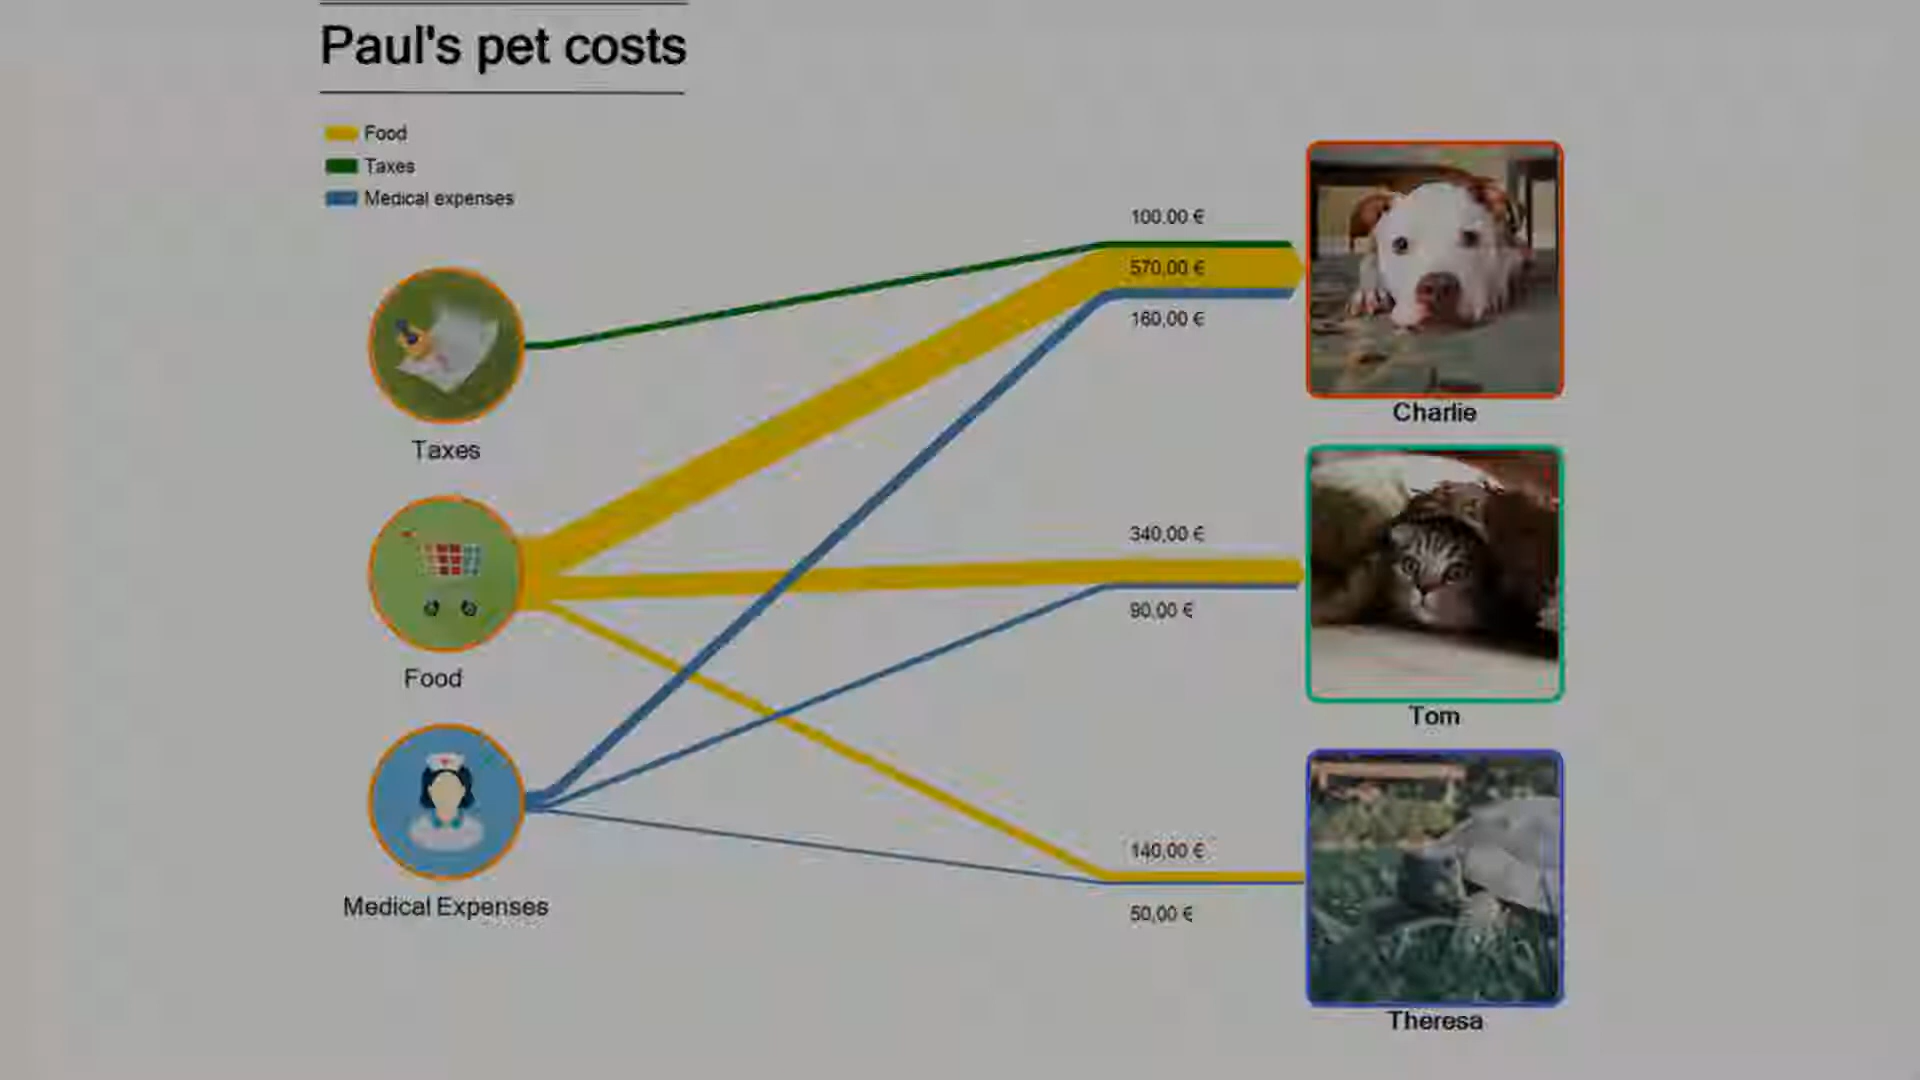 Paul's pet costs
Food
Taxes
Medical expenses
100,00 €
570,00 €
160,00 €
Charlie
Taxes
340,00 €
90,00 €
Food
Tom
140,00 €
Medical Expenses
50,00 €
Theresa